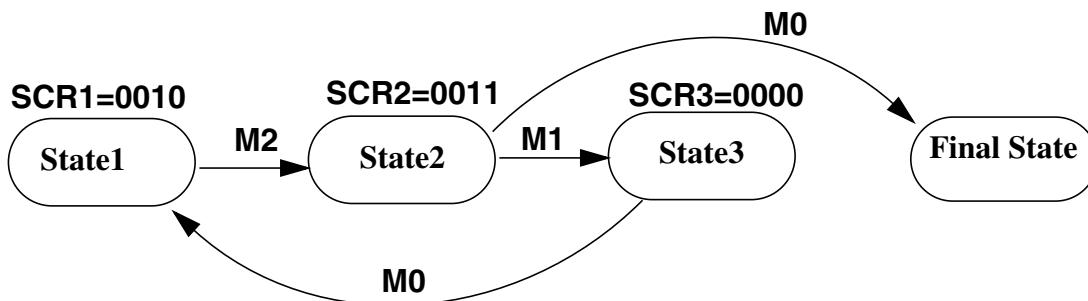 M0
SCR1=0010
SCR2=0011
SCR3=0000
State1
M2
State2
M1
State3
Final State
M0